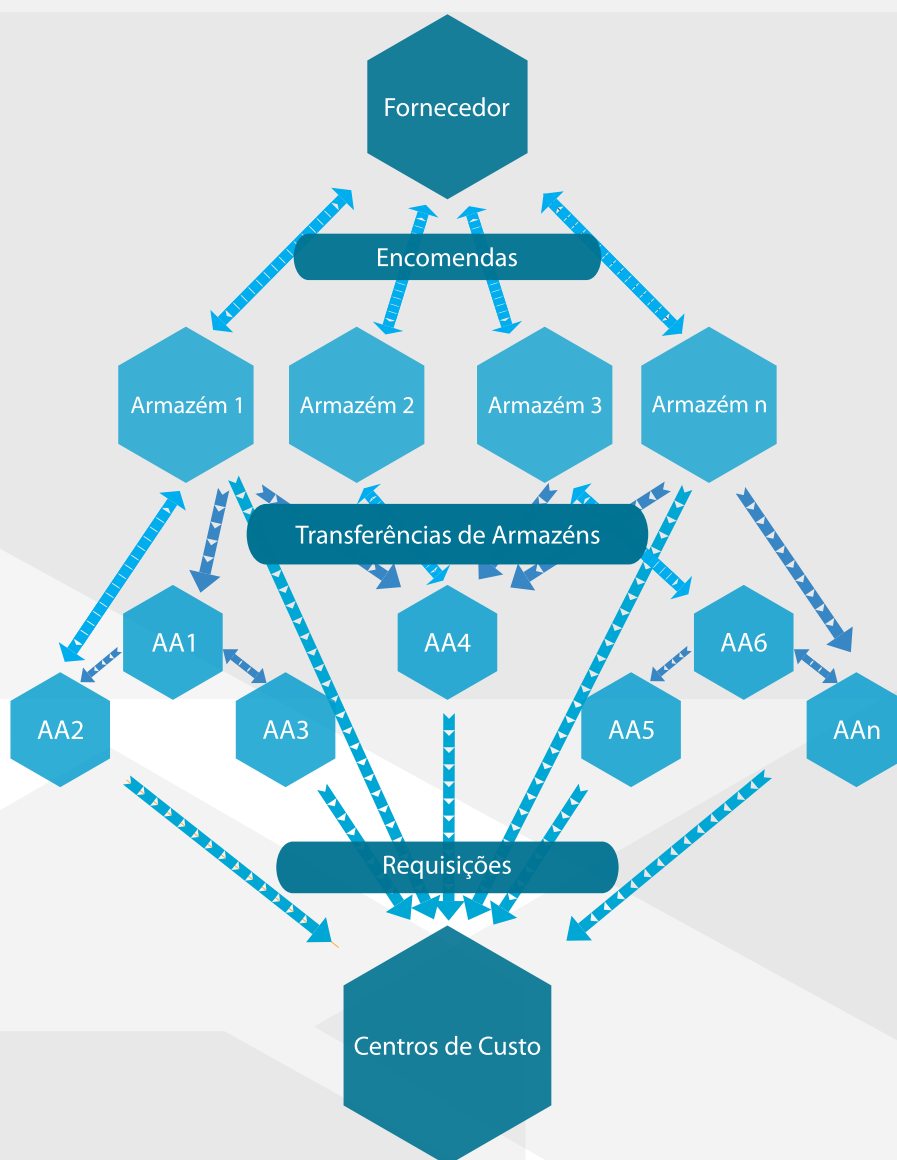 Fornecedor
Encomendas
Armazém 1
Armazém 2
Armazém 3
Armazém n
Transferências de Armazéns
AA1
AA4
AA6
AA2
AA3
AA5
AAn
Requisições
Centros de Custo